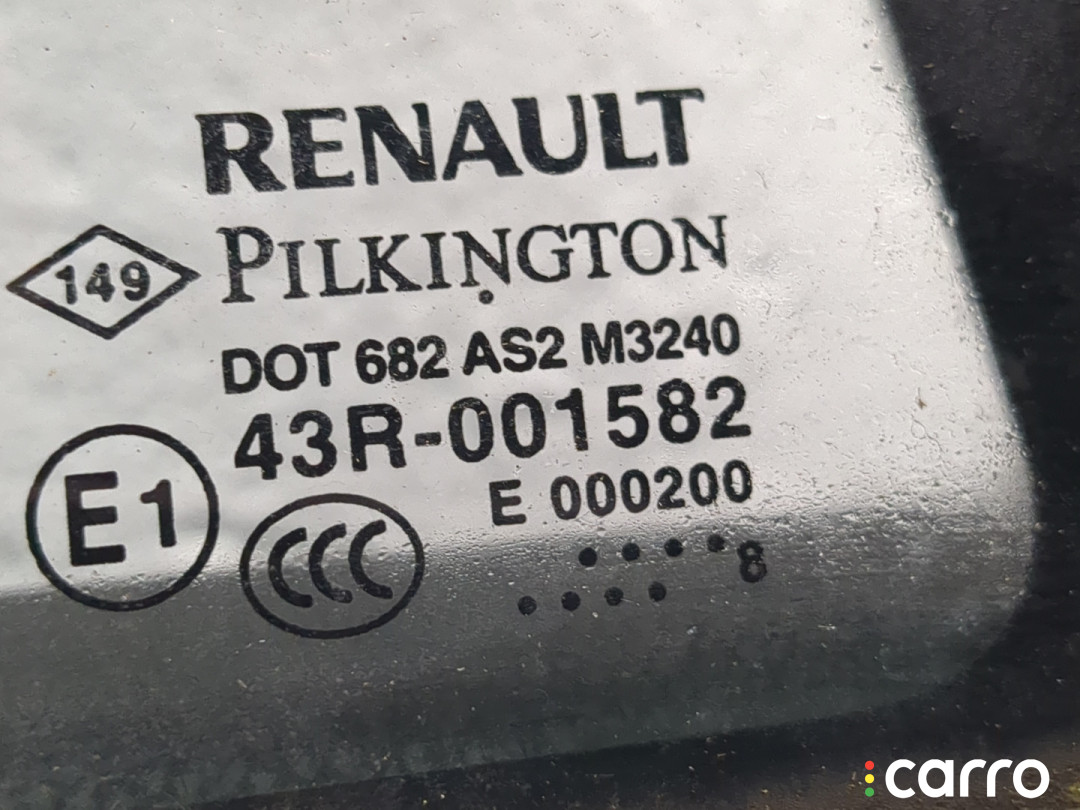 RENAULT
149 PILKINGTON
DOT 682 AS2 M3240
43R-001582
E1
E 000200
CCC
8
carro